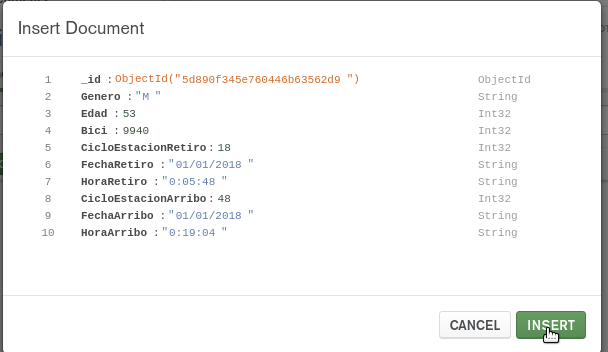 Insert Document
1 _id : ObjectId("5d890f345e760446b63562d9 ") ObjectId
2 Genero : "M " String
3 Edad : 53 Int32
4 Bici : 9940 Int32
5 CicloEstacionRetiro : 18 Int32
6 FechaRetiro : "01/01/2018 " String
7 HoraRetiro : "0:05:48 " String
8 CicloEstacionArribo : 48 Int32
9 FechaArribo : "01/01/2018 " String
10 HoraArribo : "0:19:04 " String
CANCEL INSERT